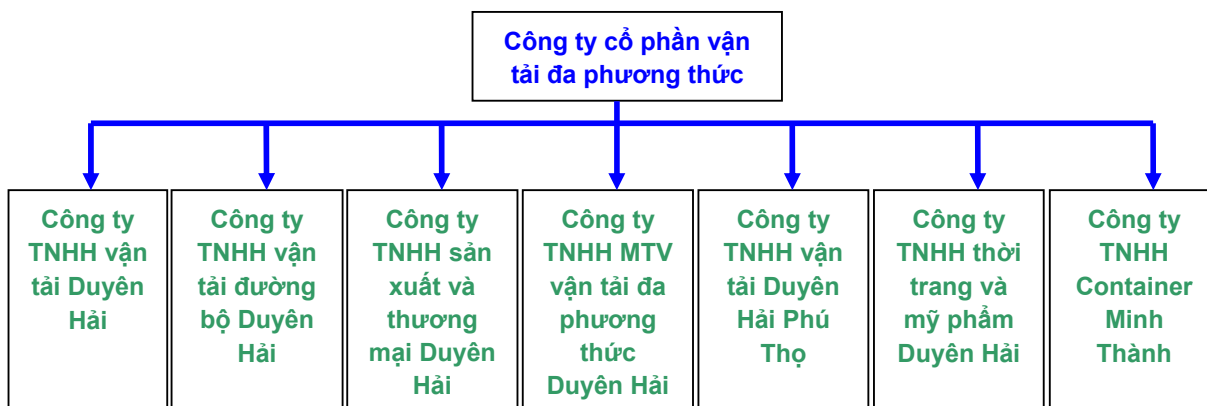 Công ty cổ phần vận
tải đa phương thức
Công ty
TNHH vận
tải Duyên
Hải
Công ty
TNHH vận
tải đường
bộ Duyên
Hải
Công ty
TNHH sản
xuất và
thương
mại Duyên
Hải
Công ty
TNHH MTV
vận tải đa
phương
thức
Duyên Hải
Công ty
TNHH vận
tải Duyên
Hải Phú
Thọ
Công ty
TNHH thời
trang và
mỹ phẩm
Duyên Hải
Công ty
TNHH
Container
Minh
Thành